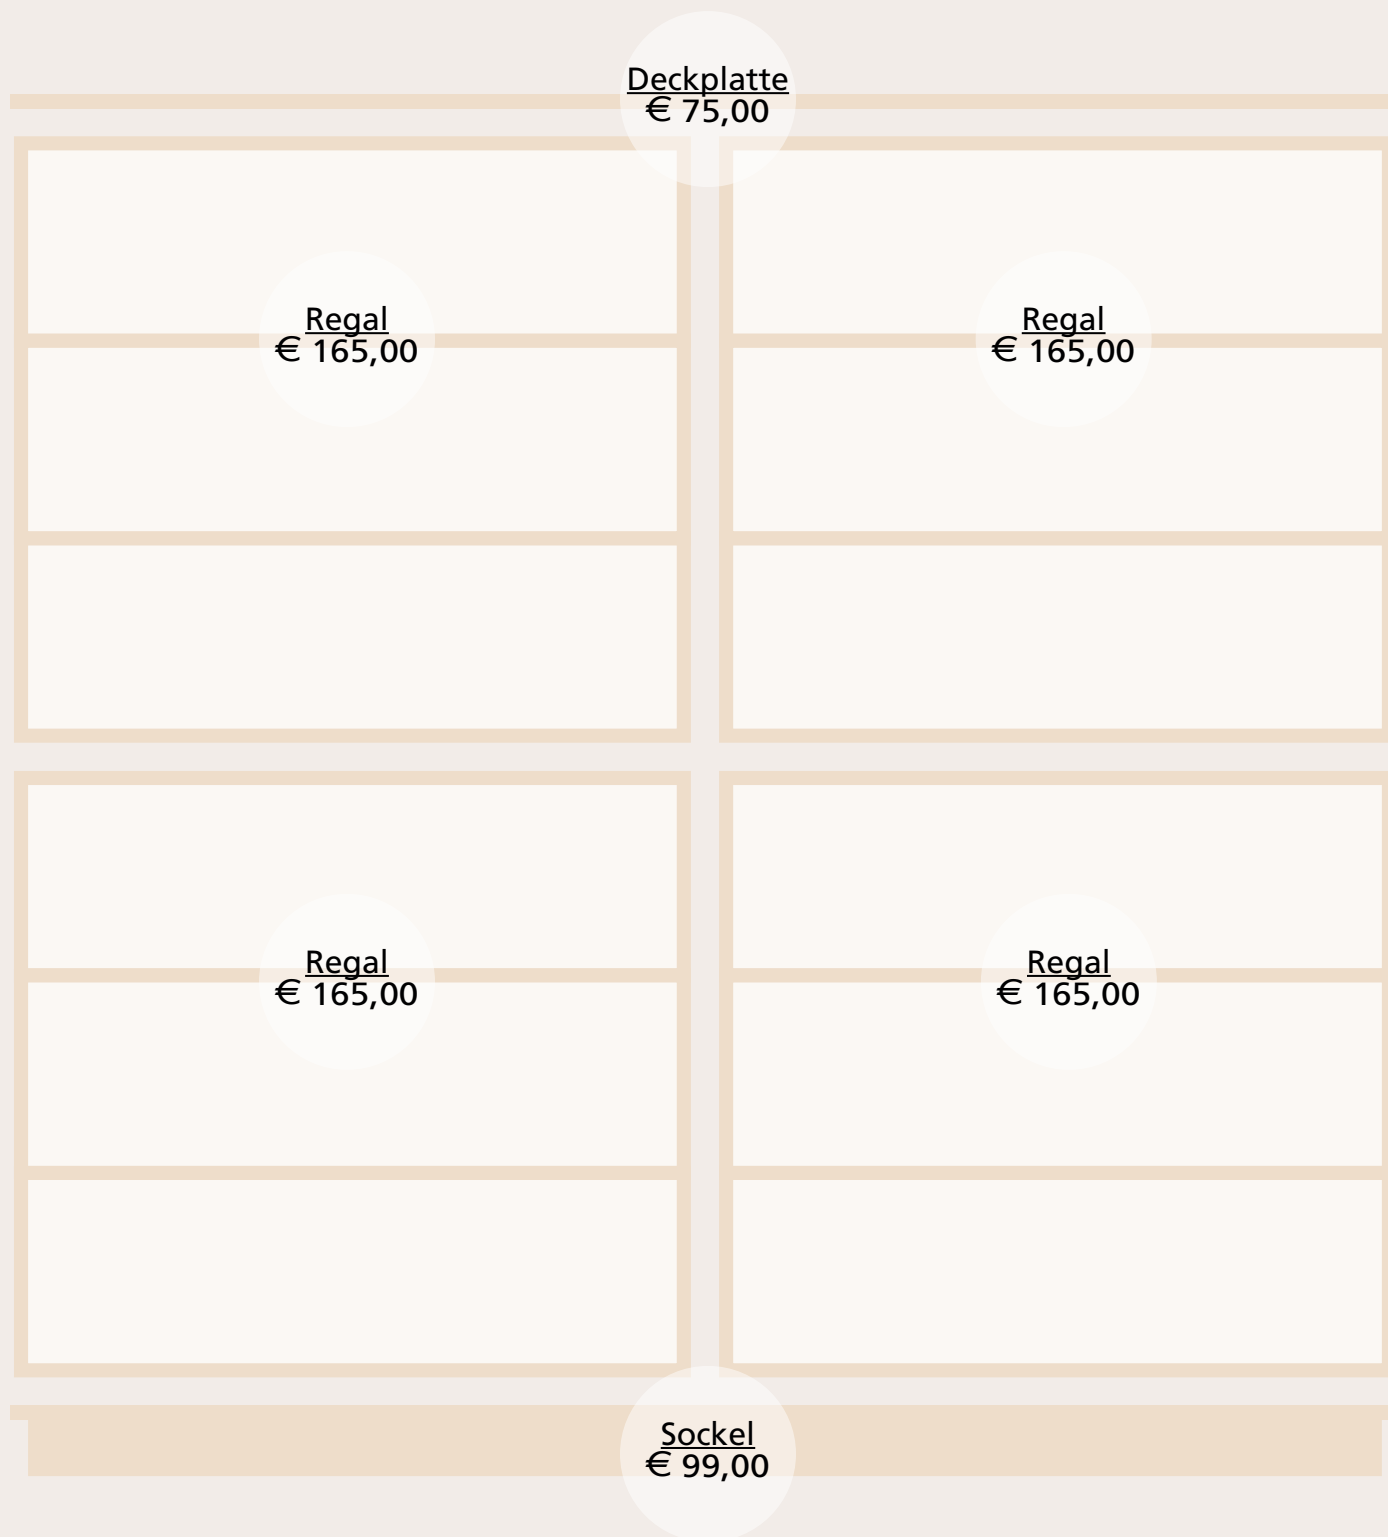 Deckplatte
€ 75,00
Regal
€ 165,00
Regal
€ 165,00
Regal
€ 165,00
Regal
€ 165,00
Sockel
€ 99,00